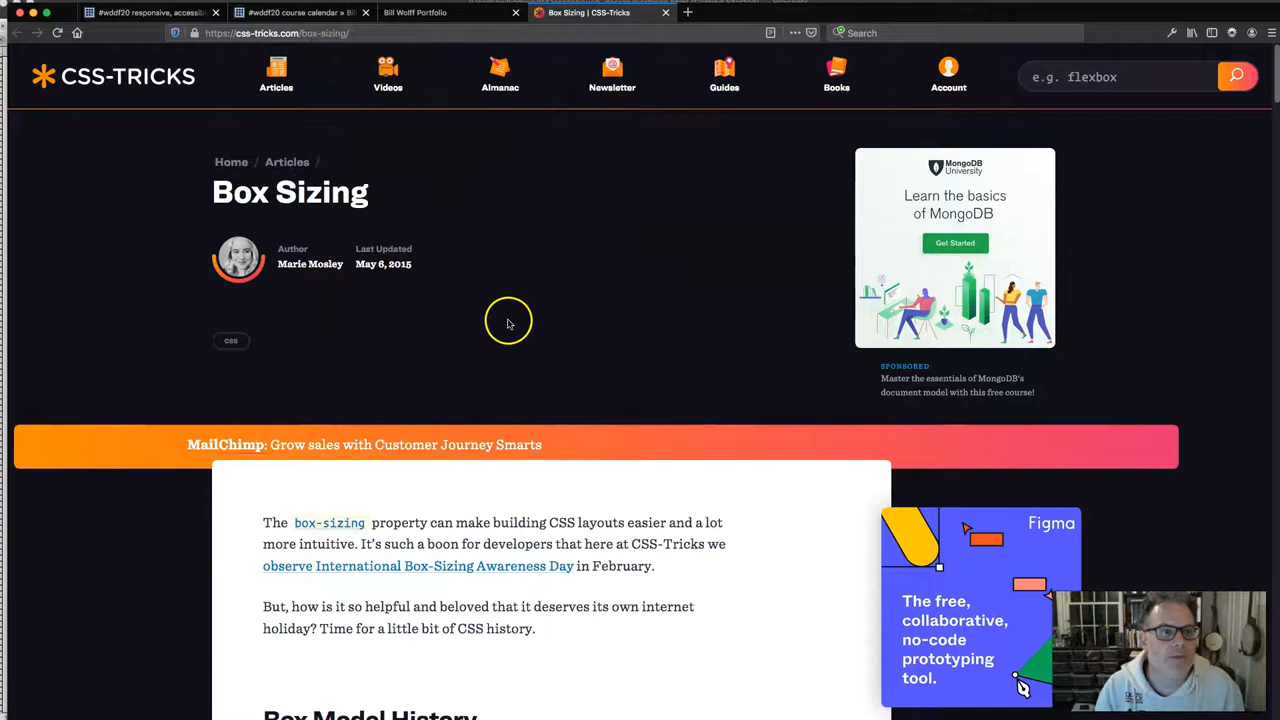 #wddf20 responsive, accessib
#wddf20 course calendar » Bil
Bill Wolff Portfolio
Box Sizing | CSS-Tricks
https://css-tricks.com/box-sizing/
Search
CSS-TRICKS
Articles
Videos
Almanac
Newsletter
Guides
Books
Account
e.g. flexbox
Home / Articles /
Box Sizing
Author
Marie Mosley
Last Updated
May 6, 2015
css
MongoDB
University
Learn the basics
of MongoDB
Get Started
SPONSORED
Master the essentials of MongoDB's
document model with this free course!
MailChimp: Grow sales with Customer Journey Smarts
The box-sizing property can make building CSS layouts easier and a lot
more intuitive. It's such a boon for developers that here at CSS-Tricks we
observe International Box-Sizing Awareness Day in February.
But, how is it so helpful and beloved that it deserves its own internet
holiday? Time for a little bit of CSS history.
Box Model History
Figma
The free,
collaborative,
no-code
prototyping
tool.